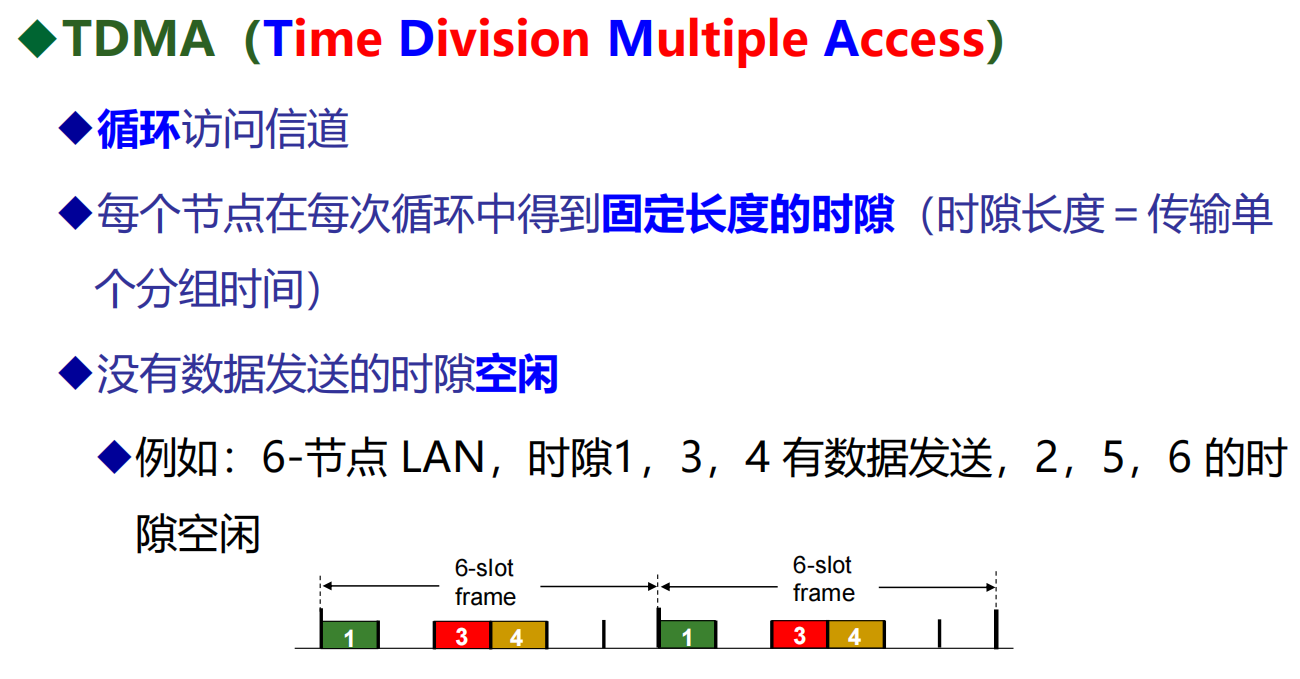 TDMA（Time Division Multiple Access）
循环访问信道
每个节点在每次循环中得到固定长度的时隙（时隙长度 = 传输单
个分组时间）
没有数据发送的时隙空闲
例如：6-节点 LAN，时隙1，3，4 有数据发送，2，5，6 的时
隙空闲
6-slot
frame
6-slot
frame
1 3 4 1 3 4